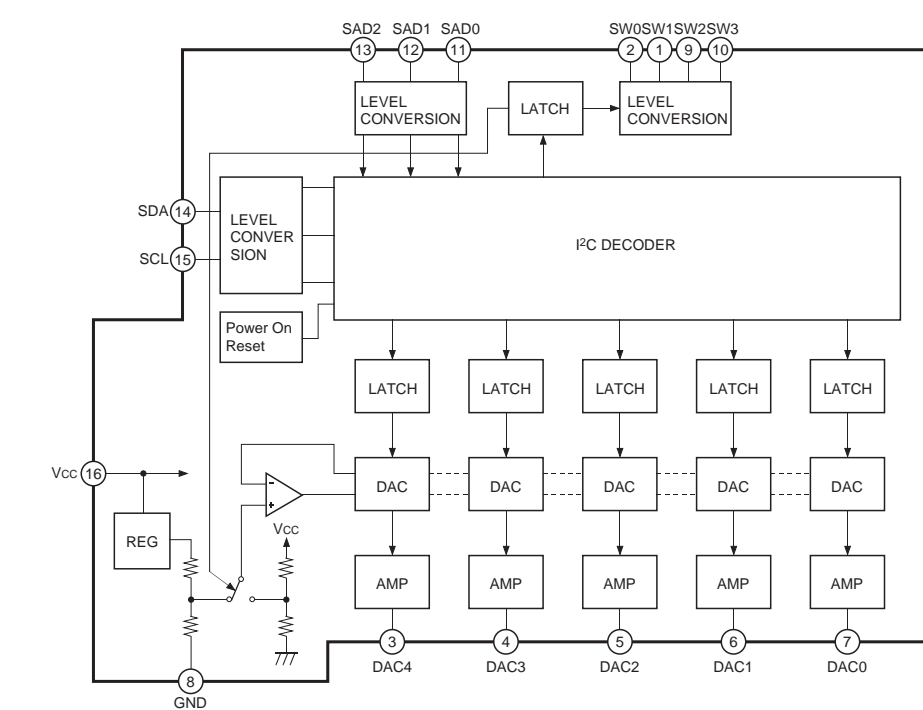 SAD2 SAD1 SAD0 SW0SW1SW2SW3
13 12 11 2 1 9 10
LEVEL
CONVERSION
LATCH
LEVEL
CONVERSION
SDA 14
SCL 15
LEVEL
CONVER
SION
I²C DECODER
Power On
Reset
LATCH LATCH LATCH LATCH LATCH
VCC 16
-
+
DAC DAC DAC DAC DAC
REG
VCC
AMP AMP AMP AMP AMP
3 4 5 6 7
DAC4 DAC3 DAC2 DAC1 DAC0
8
GND